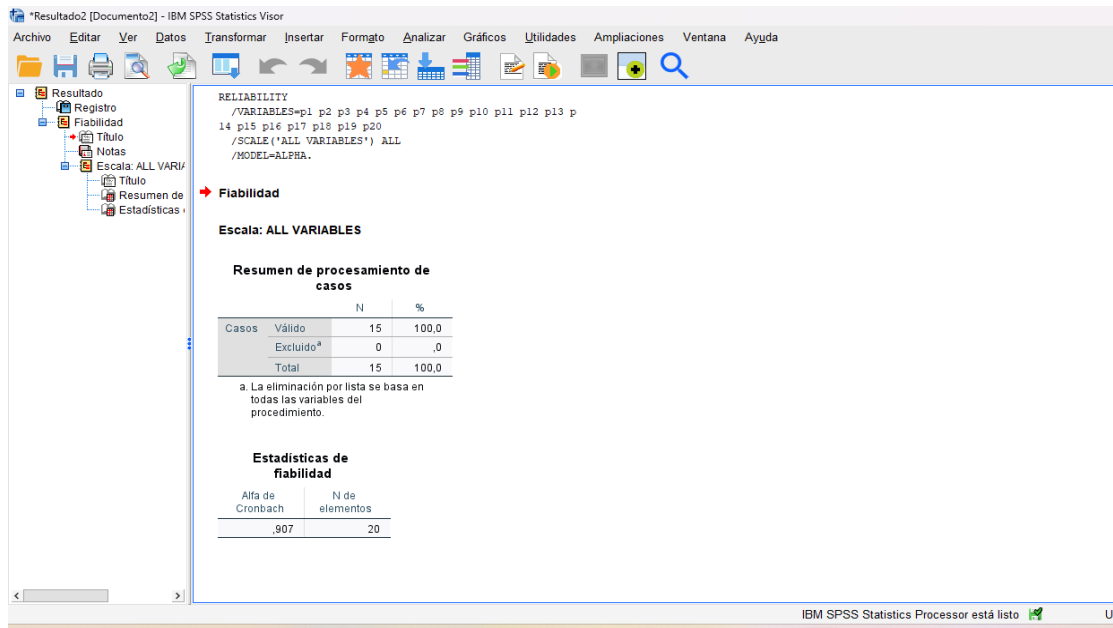 *Resultado2 [Documento2] - IBM SPSS Statistics Visor
Archivo Editar Ver Datos Transformar Insertar Formato Analizar Gráficos Utilidades Ampliaciones Ventana Ayuda
Resultado
Registro
Fiabilidad
Título
Notas
Escala: ALL VARIA
Título
Resumen de
Estadísticas
RELIABILITY
/VARIABLES=p1 p2 p3 p4 p5 p6 p7 p8 p9 p10 p11 p12 p13 p
14 p15 p16 p17 p18 p19 p20
/SCALE('ALL VARIABLES') ALL
/MODEL=ALPHA.
Fiabilidad
Escala: ALL VARIABLES
Resumen de procesamiento de
casos
N %
Casos Válido 15 100,0
Excluido a 0 ,0
Total 15 100,0
a. La eliminación por lista se basa en
todas las variables del
procedimiento.
Estadísticas de
fiabilidad
Alfa de N de
Cronbach elementos
,907 20
IBM SPSS Statistics Processor está listo U